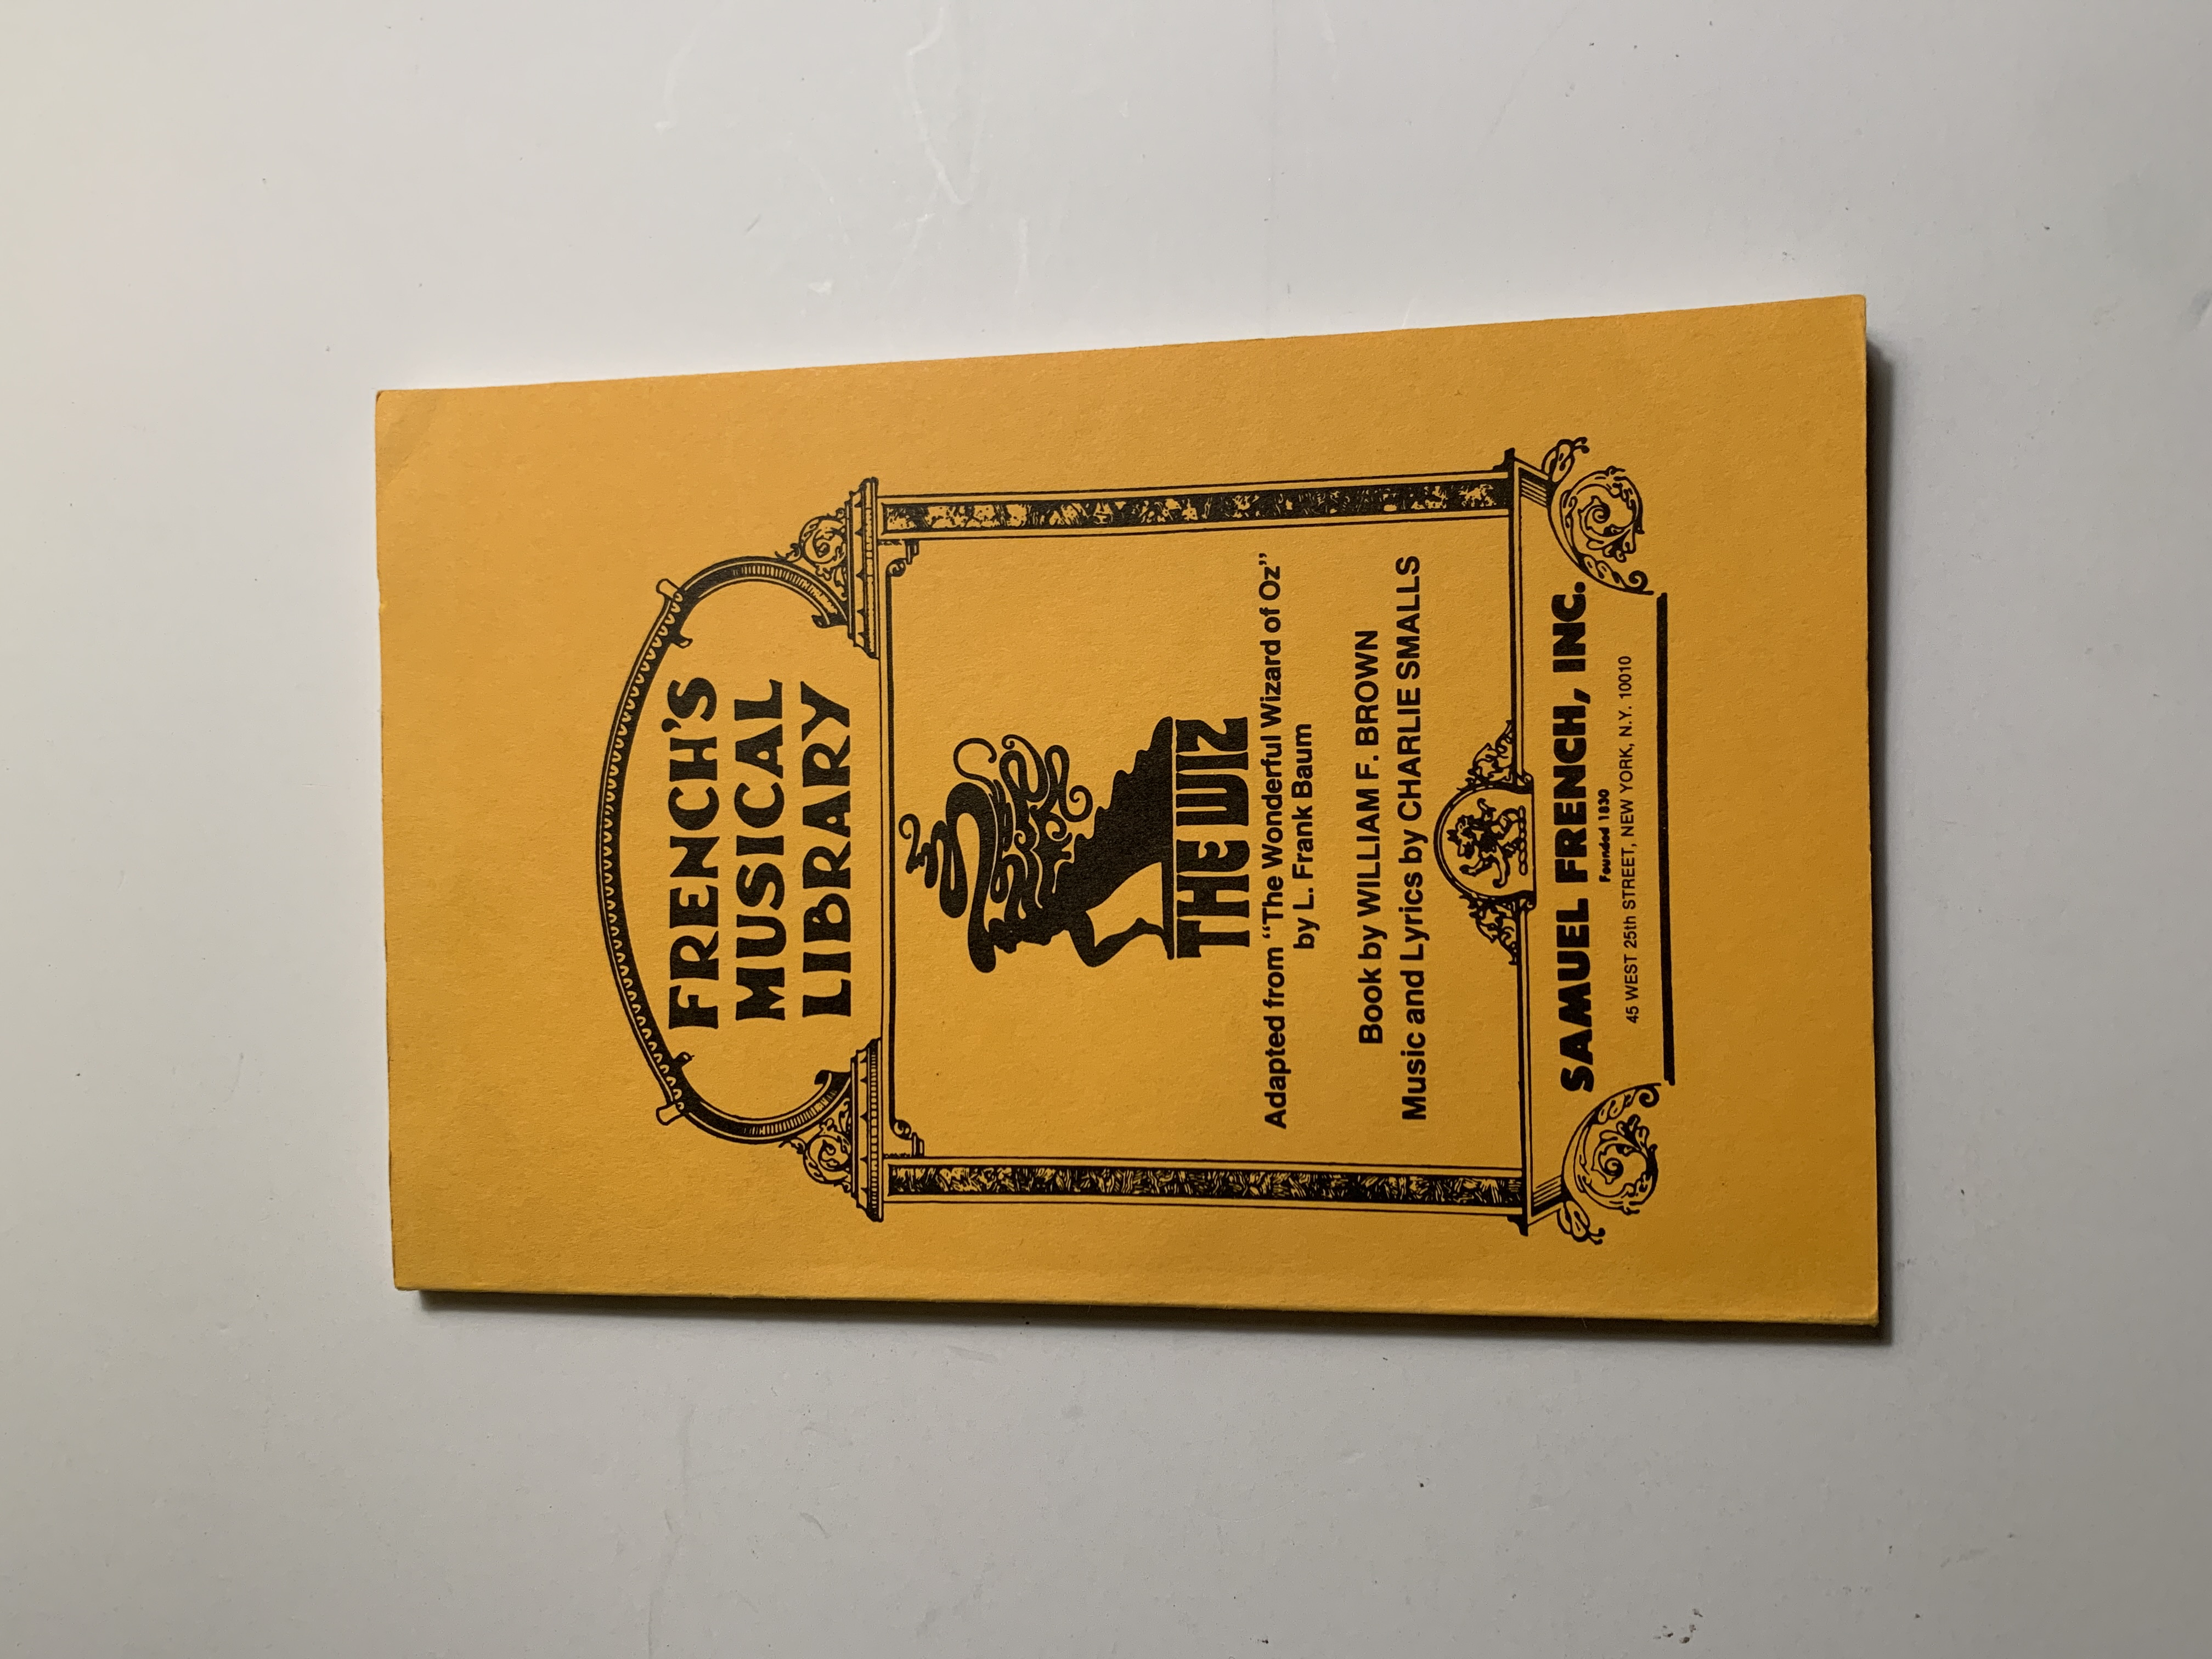 FRENCH'S
MUSICAL
LIBRARY
THE WIZ
Adapted from “The Wonderful Wizard of Oz”
by L. Frank Baum
Book by WILLIAM F. BROWN
Music and Lyrics by CHARLIE SMALLS
SAMUEL FRENCH, INC.
Founded 1830
45 WEST 25th STREET, NEW YORK, N.Y. 10010